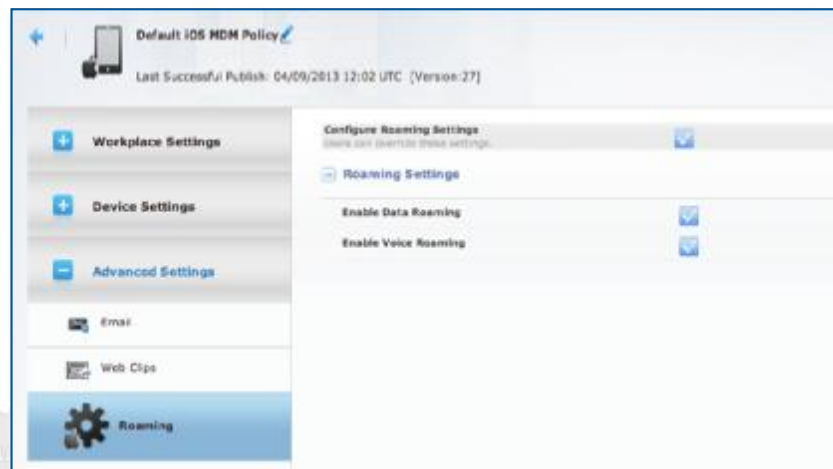 Default iOS MDM Policy
Last Successful Publish: 04/09/2013 12:02 UTC [Version:27]
Workplace Settings
Device Settings
Advanced Settings
Email
Web Clips
Roaming
Configure Roaming Settings
Users can override these settings.
Roaming Settings
Enable Data Roaming
Enable Voice Roaming